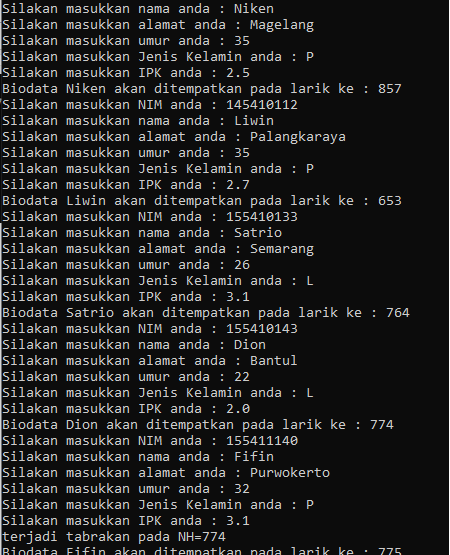 Silakan masukkan nama anda : Niken
Silakan masukkan alamat anda : Magelang
Silakan masukkan umur anda : 35
Silakan masukkan Jenis Kelamin anda : P
Silakan masukkan IPK anda : 2.5
Biodata Niken akan ditempatkan pada larik ke : 857
Silakan masukkan NIM anda : 145410112
Silakan masukkan nama anda : Liwin
Silakan masukkan alamat anda : Palangkaraya
Silakan masukkan umur anda : 35
Silakan masukkan Jenis Kelamin anda : P
Silakan masukkan IPK anda : 2.7
Biodata Liwin akan ditempatkan pada larik ke : 653
Silakan masukkan NIM anda : 155410133
Silakan masukkan nama anda : Satrio
Silakan masukkan alamat anda : Semarang
Silakan masukkan umur anda : 26
Silakan masukkan Jenis Kelamin anda : L
Silakan masukkan IPK anda : 3.1
Biodata Satrio akan ditempatkan pada larik ke : 764
Silakan masukkan NIM anda : 155410143
Silakan masukkan nama anda : Dion
Silakan masukkan alamat anda : Bantul
Silakan masukkan umur anda : 22
Silakan masukkan Jenis Kelamin anda : L
Silakan masukkan IPK anda : 2.0
Biodata Dion akan ditempatkan pada larik ke : 774
Silakan masukkan NIM anda : 155411140
Silakan masukkan nama anda : Fifin
Silakan masukkan alamat anda : Purwokerto
Silakan masukkan umur anda : 32
Silakan masukkan Jenis Kelamin anda : P
Silakan masukkan IPK anda : 3.1
terjadi tabrakan pada NH=774
Biodata Fifin akan ditempatkan pada larik ke : 775